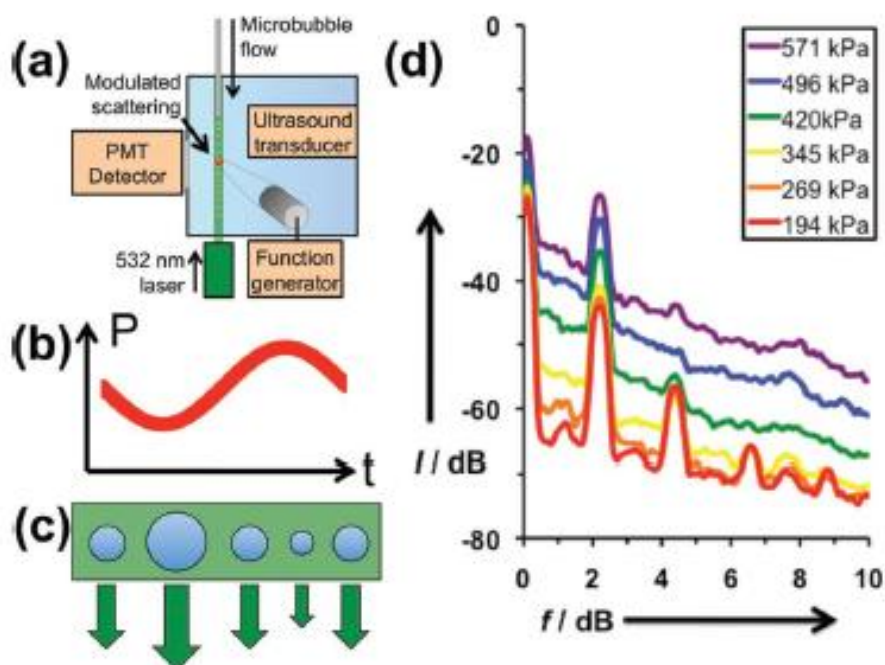 (a)
Microbubble
flow
Modulated
scattering
PMT
Detector
Ultrasound
transducer
532 nm
laser
Function
generator
(b)
P
t
(c)
(d)
0
-20
-40
-60
-80
I / dB
571 kPa
496 kPa
420kPa
345 kPa
269 kPa
194 kPa
0 2 4 6 8 10
f / dB